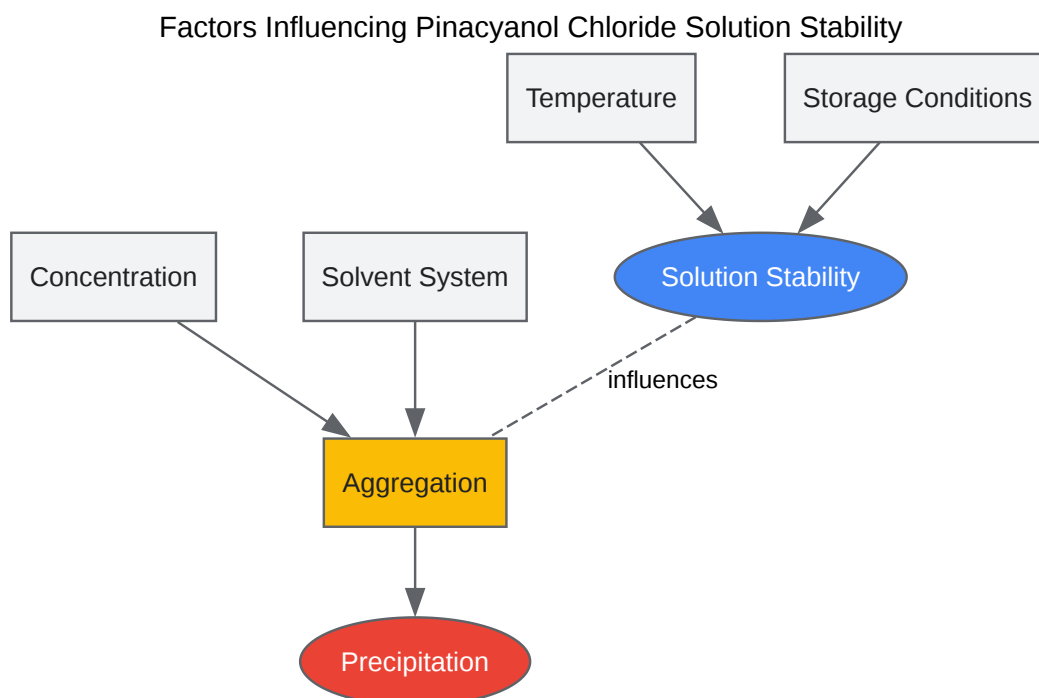 Factors Influencing Pinacyanol Chloride Solution Stability
Temperature
Storage Conditions
Concentration
Solvent System
Solution Stability
influences
Aggregation
Precipitation